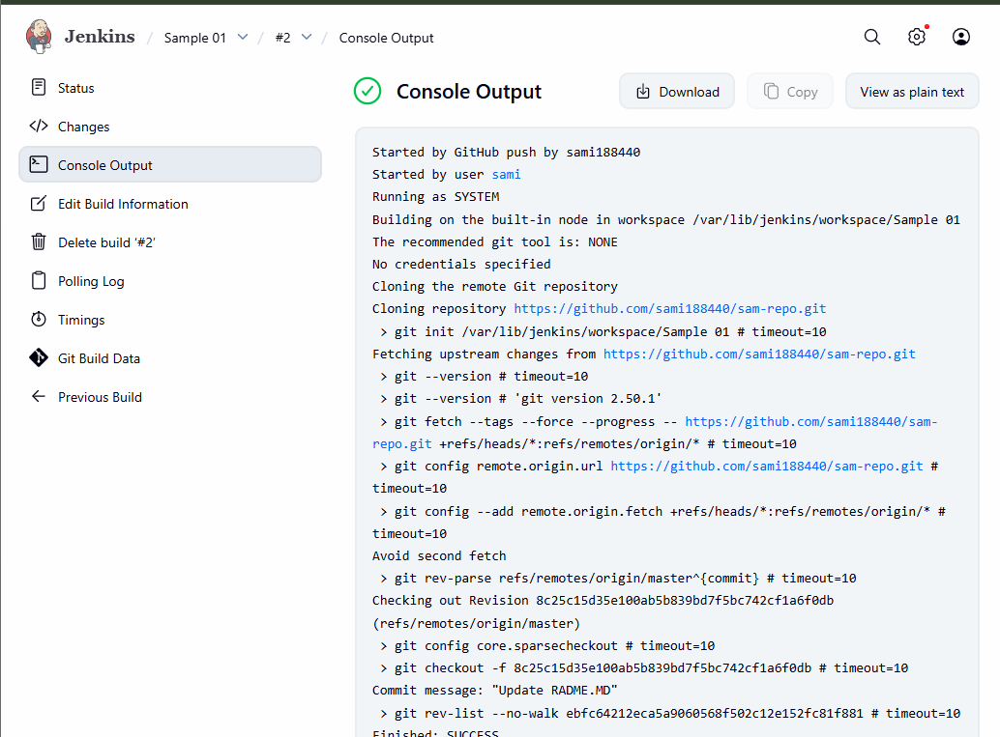 Jenkins / Sample 01 / #2 / Console Output
Status
Changes
Console Output
Edit Build Information
Delete build '#2'
Polling Log
Timings
Git Build Data
Previous Build
Console Output
Download
Copy
View as plain text
Started by GitHub push by sami188440
Started by user sami
Running as SYSTEM
Building on the built-in node in workspace /var/lib/jenkins/workspace/Sample 01
The recommended git tool is: NONE
No credentials specified
Cloning the remote Git repository
Cloning repository https://github.com/sami188440/sam-repo.git
> git init /var/lib/jenkins/workspace/Sample 01 # timeout=10
Fetching upstream changes from https://github.com/sami188440/sam-repo.git
> git --version # timeout=10
> git --version # 'git version 2.50.1'
> git fetch --tags --force --progress -- https://github.com/sami188440/sam-
repo.git +refs/heads/*:refs/remotes/origin/* # timeout=10
> git config remote.origin.url https://github.com/sami188440/sam-repo.git #
timeout=10
> git config --add remote.origin.fetch +refs/heads/*:refs/remotes/origin/* #
timeout=10
Avoid second fetch
> git rev-parse refs/remotes/origin/master^{commit} # timeout=10
Checking out Revision 8c25c15d35e100ab5b839bd7f5bc742cf1a6f0db
(refs/remotes/origin/master)
> git config core.sparsecheckout # timeout=10
> git checkout -f 8c25c15d35e100ab5b839bd7f5bc742cf1a6f0db # timeout=10
Commit message: "Update RADME.MD"
> git rev-list --no-walk ebfc64212eca5a9060568f502c12e152fc81f881 # timeout=10
Finished: SUCCESS